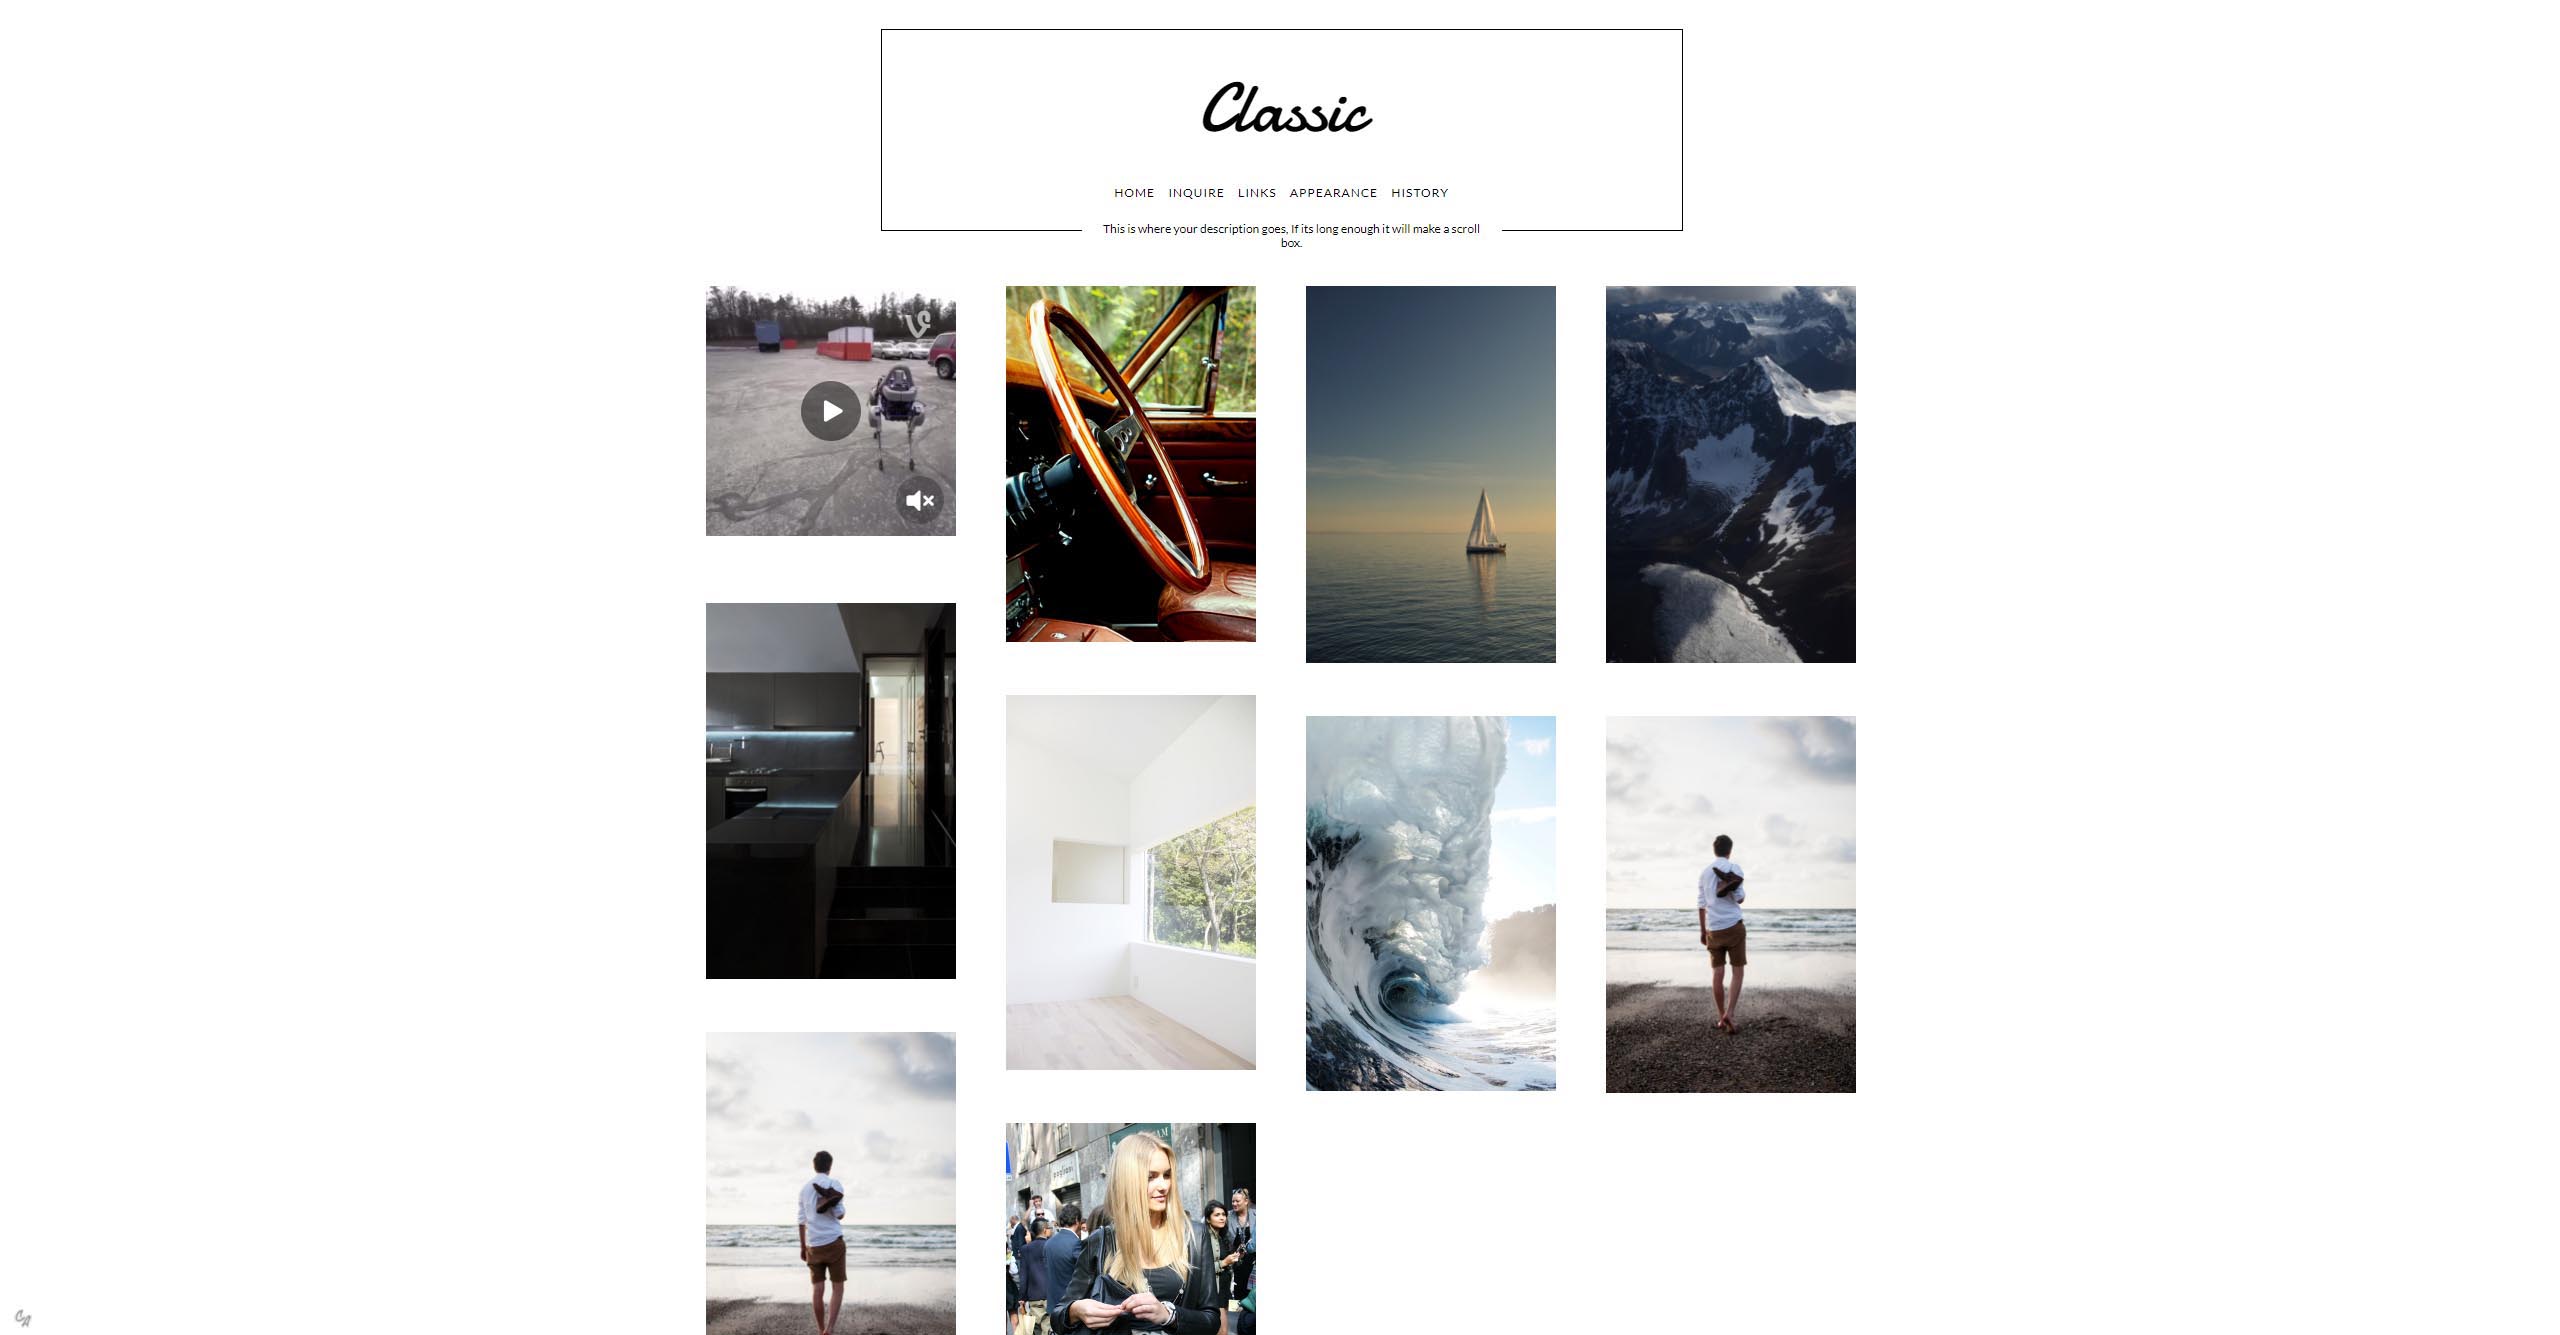 Classic
HOME INQUIRE LINKS APPEARANCE HISTORY
This is where your description goes, If its long enough it will make a scroll
box.
CA